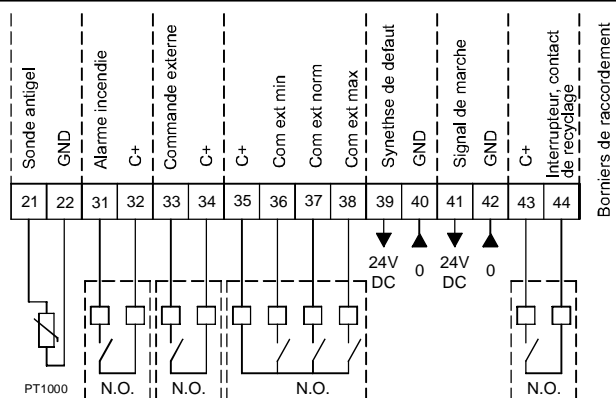 Sonde antigel
GND
Alarme incendie
C+
Commande externe
C+
C+
Com ext min
Com ext norm
Com ext max
Synethse de defaut
GND
Signal de marche
GND
C+
Interrupteur, contact
de recyclage
Borniers de raccordement
21 22 31 32 33 34 35 36 37 38 39 40 41 42 43 44
24V
DC
0
24V
DC
0
PT1000
N.O.
N.O.
N.O.
N.O.